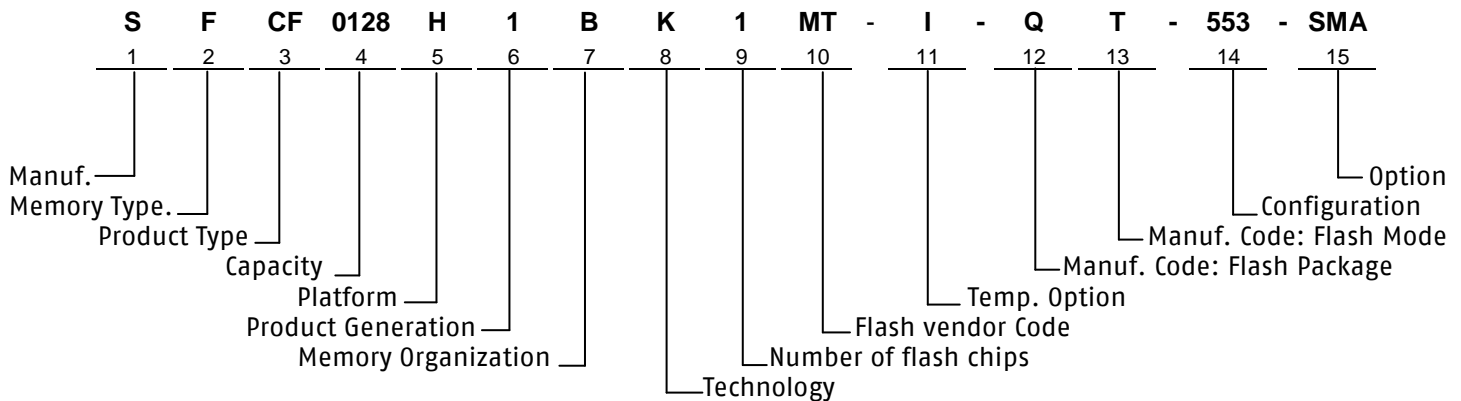 S F CF 0128 H 1 B K 1 MT - I - Q T - 553 - SMA
1 2 3 4 5 6 7 8 9 10 11 12 13 14 15
Manuf. Option
Memory Type. Configuration
Product Type Manuf. Code: Flash Mode
Capacity Manuf. Code: Flash Package
Platform Temp. Option
Product Generation Flash vendor Code
Memory Organization Number of flash chips
Technology